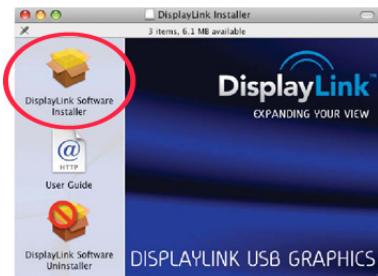 DisplayLink Installer
3 items, 6.1 MB available
DisplayLink Software
Installer
@
HTTP
User Guide
DisplayLink Software
Uninstaller
DisplayLink™
EXPANDING YOUR VIEW
DISPLAYLINK USB GRAPHICS